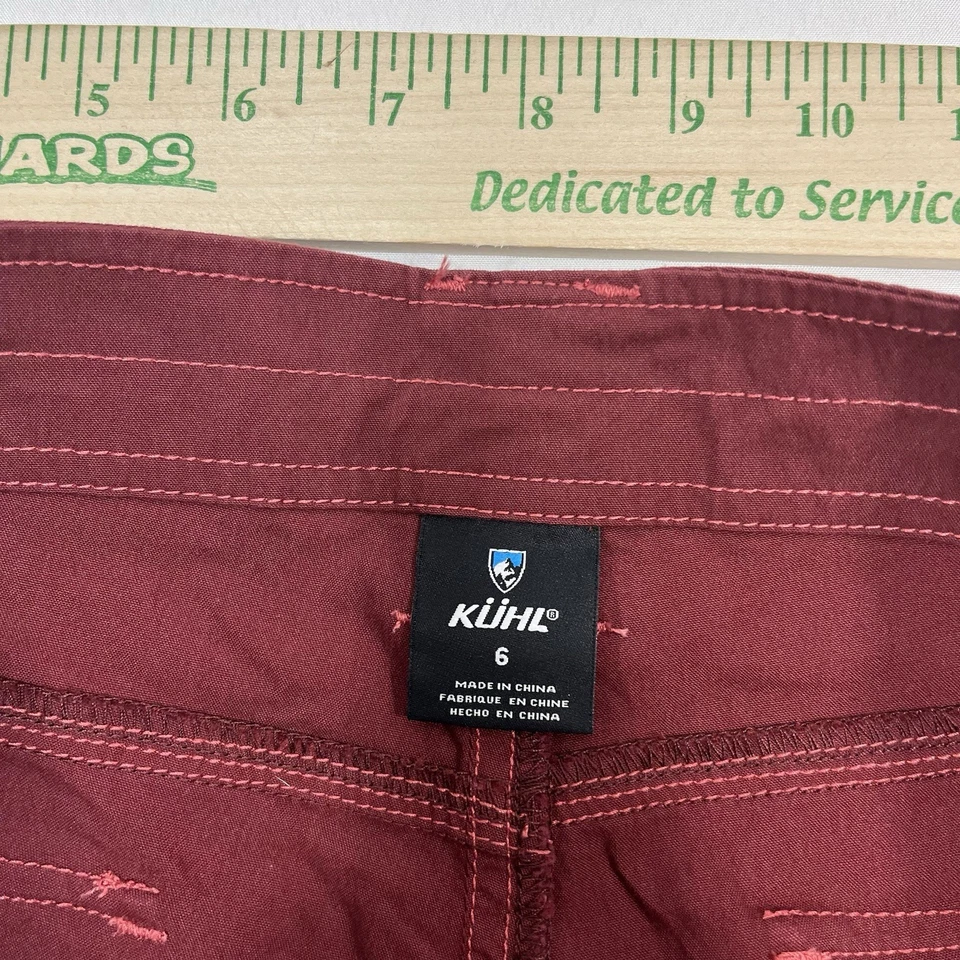 5 6 7 8 9 10 1
ARDS
Dedicated to Service
KÜHL®
6
MADE IN CHINA
FABRIQUE EN CHINE
HECHO EN CHINA